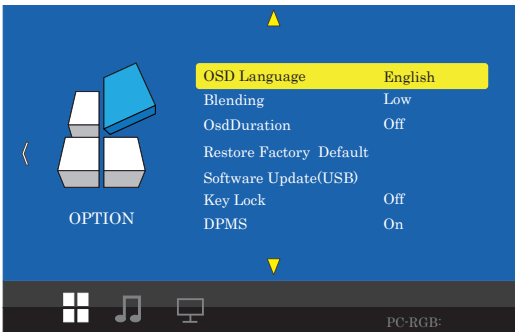 OSD Language English
Blending Low
OsdDuration Off
Restore Factory Default
Software Update(USB)
Key Lock Off
DPMS On
OPTION
PC-RGB: